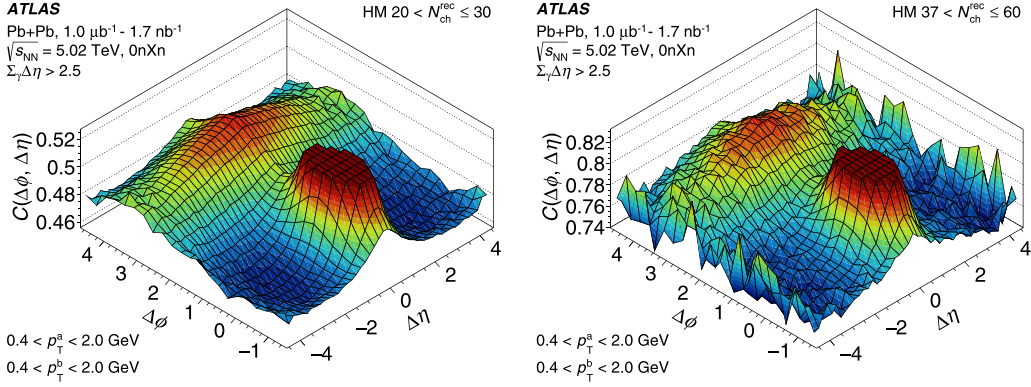 ATLAS
HM 20 < N_ch^rec ≤ 30
Pb+Pb, 1.0 μb⁻¹ - 1.7 nb⁻¹
√s_NN = 5.02 TeV, 0nXn
Σ_γΔη > 2.5
C(Δϕ, Δη)
0.52
0.5
0.48
0.46
4
3
2
1
0
−1
Δϕ
−4
−2
0
2
4
Δη
0.4 < p_T^a < 2.0 GeV
0.4 < p_T^b < 2.0 GeV
ATLAS
HM 37 < N_ch^rec ≤ 60
Pb+Pb, 1.0 μb⁻¹ - 1.7 nb⁻¹
√s_NN = 5.02 TeV, 0nXn
Σ_γΔη > 2.5
C(Δϕ, Δη)
0.82
0.8
0.78
0.76
0.74
4
3
2
1
0
−1
Δϕ
−4
−2
0
2
4
Δη
0.4 < p_T^a < 2.0 GeV
0.4 < p_T^b < 2.0 GeV